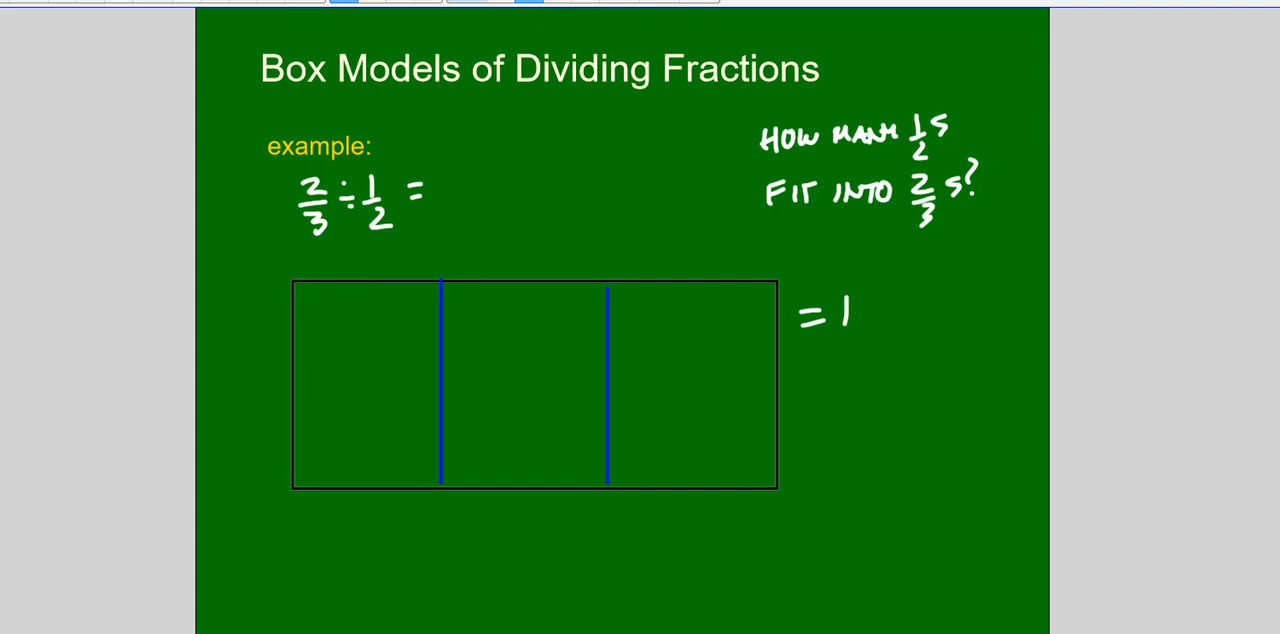 Box Models of Dividing Fractions
example:
2/3 ÷ 1/2 =
HOW MANY 1/2 S
FIT INTO 2/3 S?
= 1